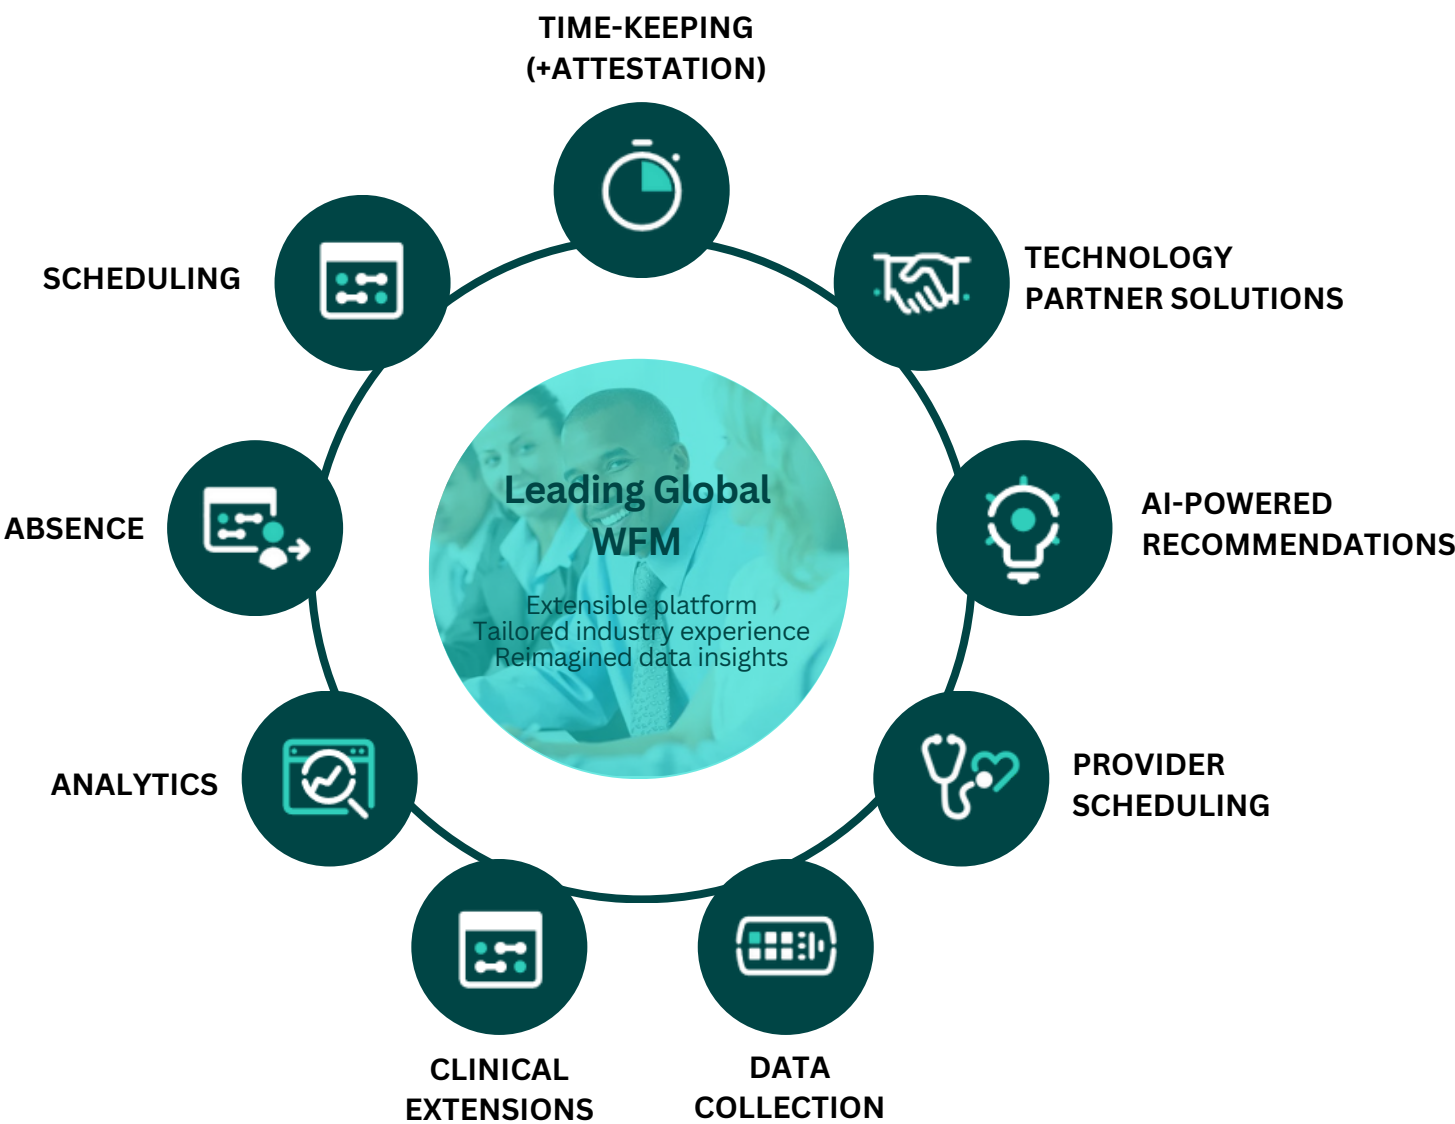 TIME-KEEPING
(+ATTESTATION)
TECHNOLOGY
PARTNER SOLUTIONS
AI-POWERED
RECOMMENDATIONS
PROVIDER
SCHEDULING
DATA
COLLECTION
CLINICAL
EXTENSIONS
ANALYTICS
ABSENCE
SCHEDULING
Leading Global
WFM
Extensible platform
Tailored industry experience
Reimagined data insights